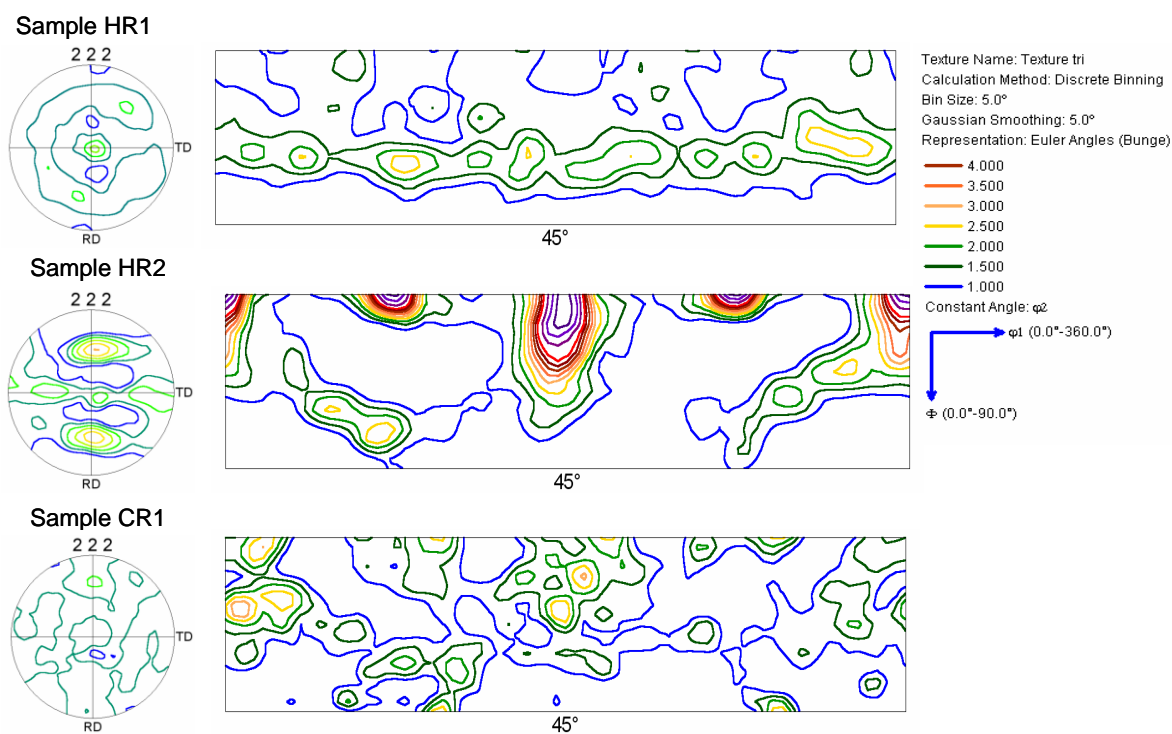 Sample HR1
2 2 2
TD
RD
45°
Sample HR2
2 2 2
TD
RD
45°
Sample CR1
2 2 2
TD
RD
45°
Texture Name: Texture tri
Calculation Method: Discrete Binning
Bin Size: 5.0°
Gaussian Smoothing: 5.0°
Representation: Euler Angles (Bunge)
4.000
3.500
3.000
2.500
2.000
1.500
1.000
Constant Angle: φ2
φ1 (0.0°-360.0°)
Φ (0.0°-90.0°)